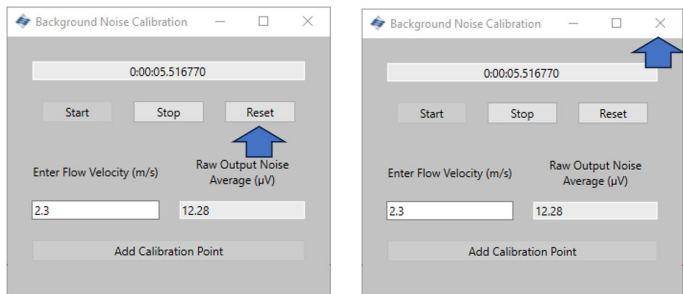 Background Noise Calibration
0:00:05.516770
Start Stop Reset
Enter Flow Velocity (m/s)
Raw Output Noise
Average (µV)
2.3 12.28
Add Calibration Point
Background Noise Calibration
0:00:05.516770
Start Stop Reset
Enter Flow Velocity (m/s)
Raw Output Noise
Average (µV)
2.3 12.28
Add Calibration Point